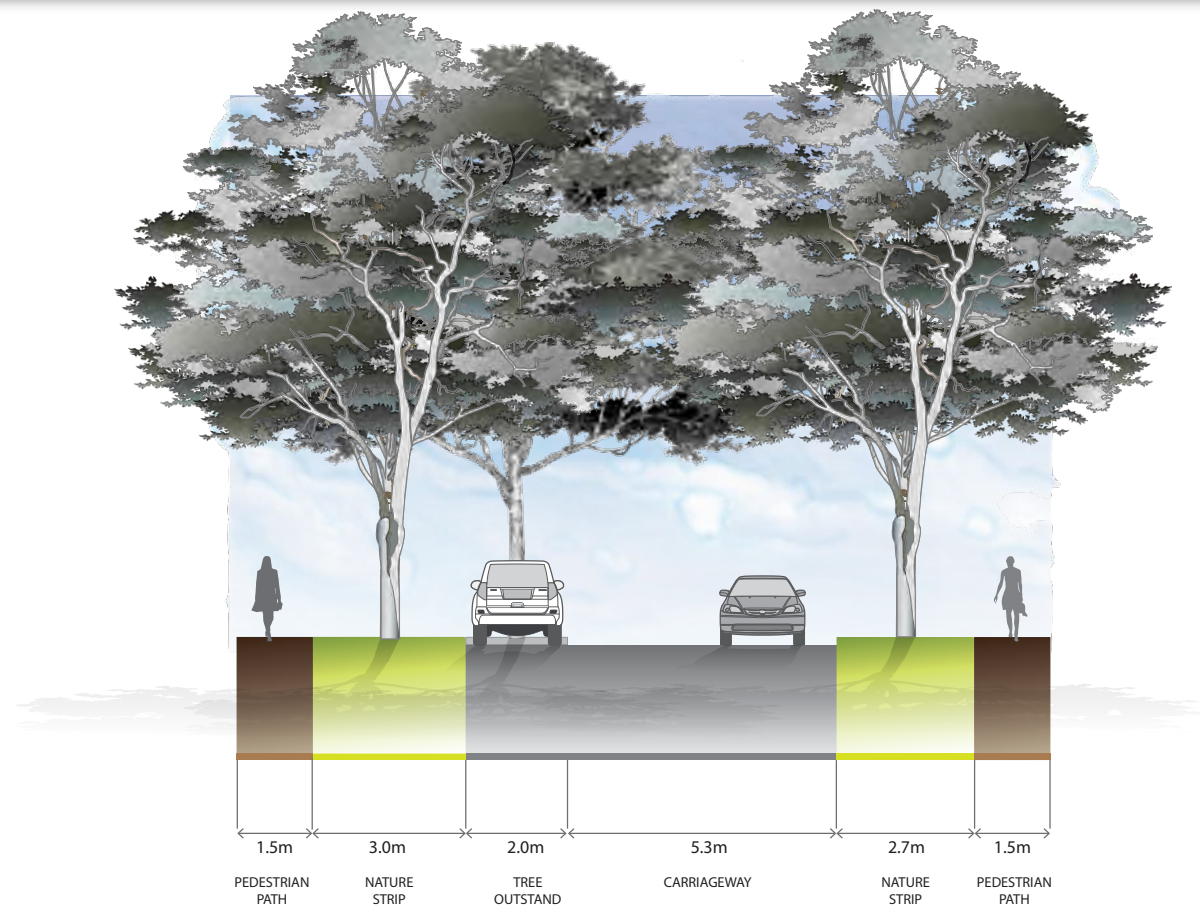 1.5m 3.0m 2.0m 5.3m 2.7m 1.5m
PEDESTRIAN NATURE TREE CARRIAGEWAY NATURE PEDESTRIAN
PATH STRIP OUTSTAND STRIP PATH